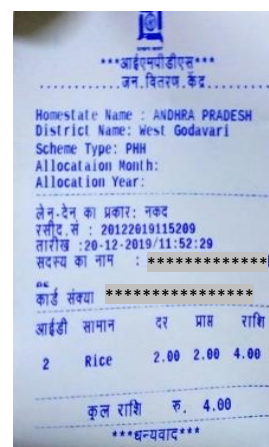 ***आईएमपीडीएस***
जन वितरण केंद्र
Homestate Name : ANDHRA PRADESH
District Name: West Godavari
Scheme Type: PHH
Allocataion Month:
Allocation Year:
लेन-देन का प्रकार: नकद
रसीद.सं : 20122019115209
तारीख :20-12-2019/11:52:29
सदस्य का नाम : *************
कार्ड संक्या ****************
आईडी सामान दर प्राप्त राशि
2 Rice 2.00 2.00 4.00
कूल राशि रु. 4.00
***धन्यवाद***